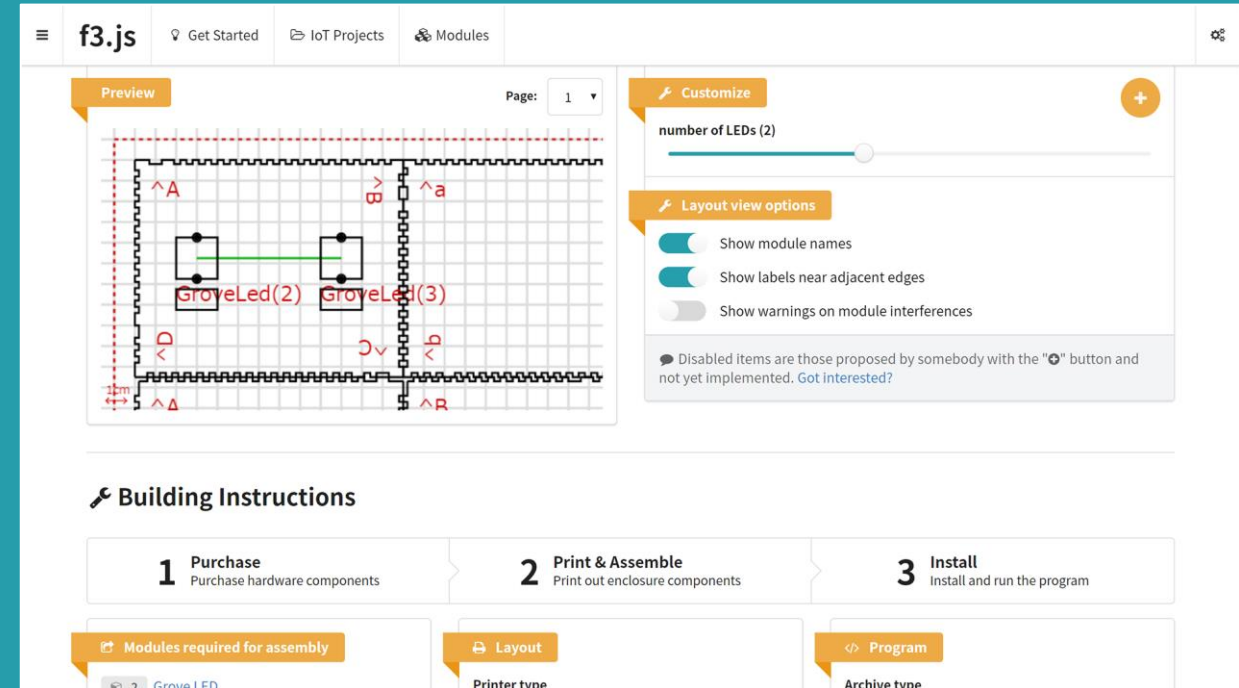 f3.js
Get Started
IoT Projects
Modules
Preview
Page: 1
^A
^B
^a
GroveLed(2) GroveLed(3)
<D
C>
<b
1cm
^A
^B
Customize
number of LEDs (2)
Layout view options
Show module names
Show labels near adjacent edges
Show warnings on module interferences
Disabled items are those proposed by somebody with the "+" button and
not yet implemented. Got interested?
Building Instructions
1 Purchase
Purchase hardware components
2 Print & Assemble
Print out enclosure components
3 Install
Install and run the program
Modules required for assembly
2 Grove LED
Layout
Printer type
Program
Archive type